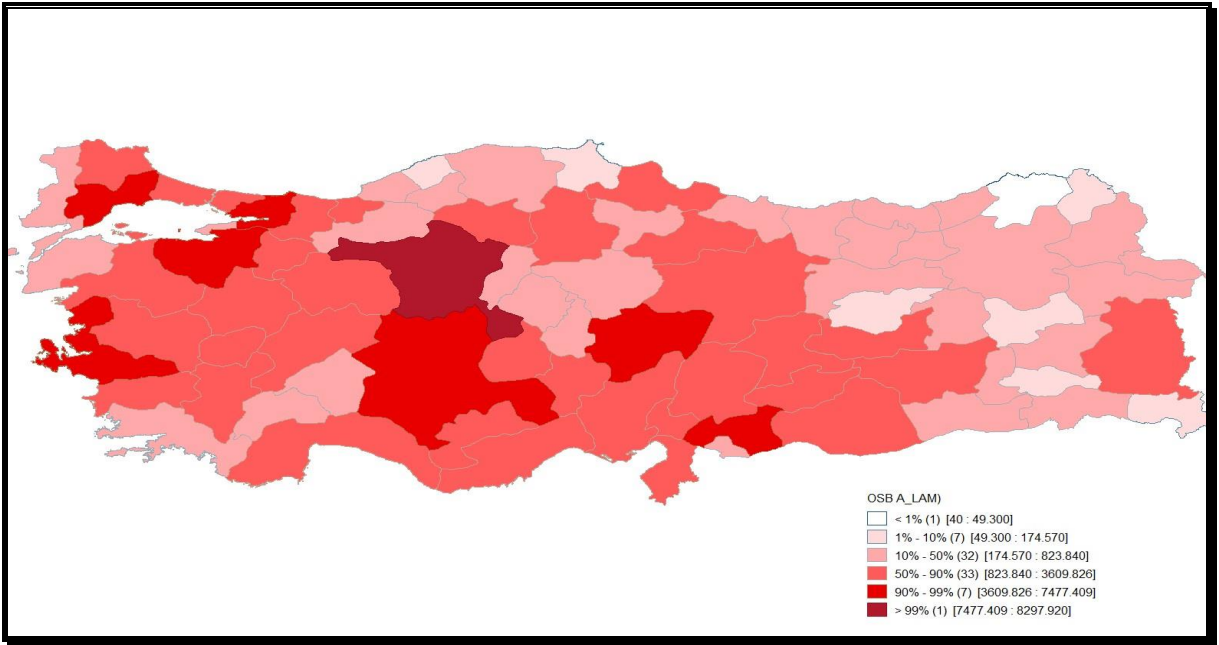 OSB A_LAM)
< 1% (1) [40 : 49.300]
1% - 10% (7) [49.300 : 174.570]
10% - 50% (32) [174.570 : 823.840]
50% - 90% (33) [823.840 : 3609.826]
90% - 99% (7) [3609.826 : 7477.409]
> 99% (1) [7477.409 : 8297.920]